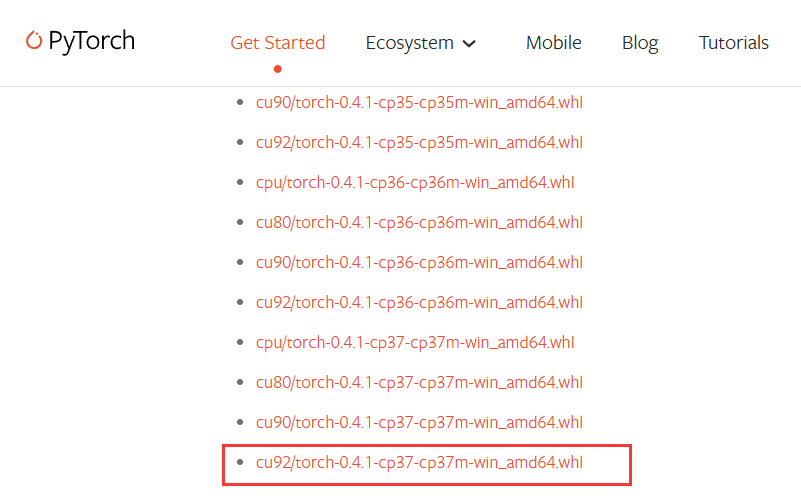 PyTorch Get Started Ecosystem Mobile Blog Tutorials
cu90/torch-0.4.1-cp35-cp35m-win_amd64.whl
cu92/torch-0.4.1-cp35-cp35m-win_amd64.whl
cpu/torch-0.4.1-cp36-cp36m-win_amd64.whl
cu80/torch-0.4.1-cp36-cp36m-win_amd64.whl
cu90/torch-0.4.1-cp36-cp36m-win_amd64.whl
cu92/torch-0.4.1-cp36-cp36m-win_amd64.whl
cpu/torch-0.4.1-cp37-cp37m-win_amd64.whl
cu80/torch-0.4.1-cp37-cp37m-win_amd64.whl
cu90/torch-0.4.1-cp37-cp37m-win_amd64.whl
cu92/torch-0.4.1-cp37-cp37m-win_amd64.whl